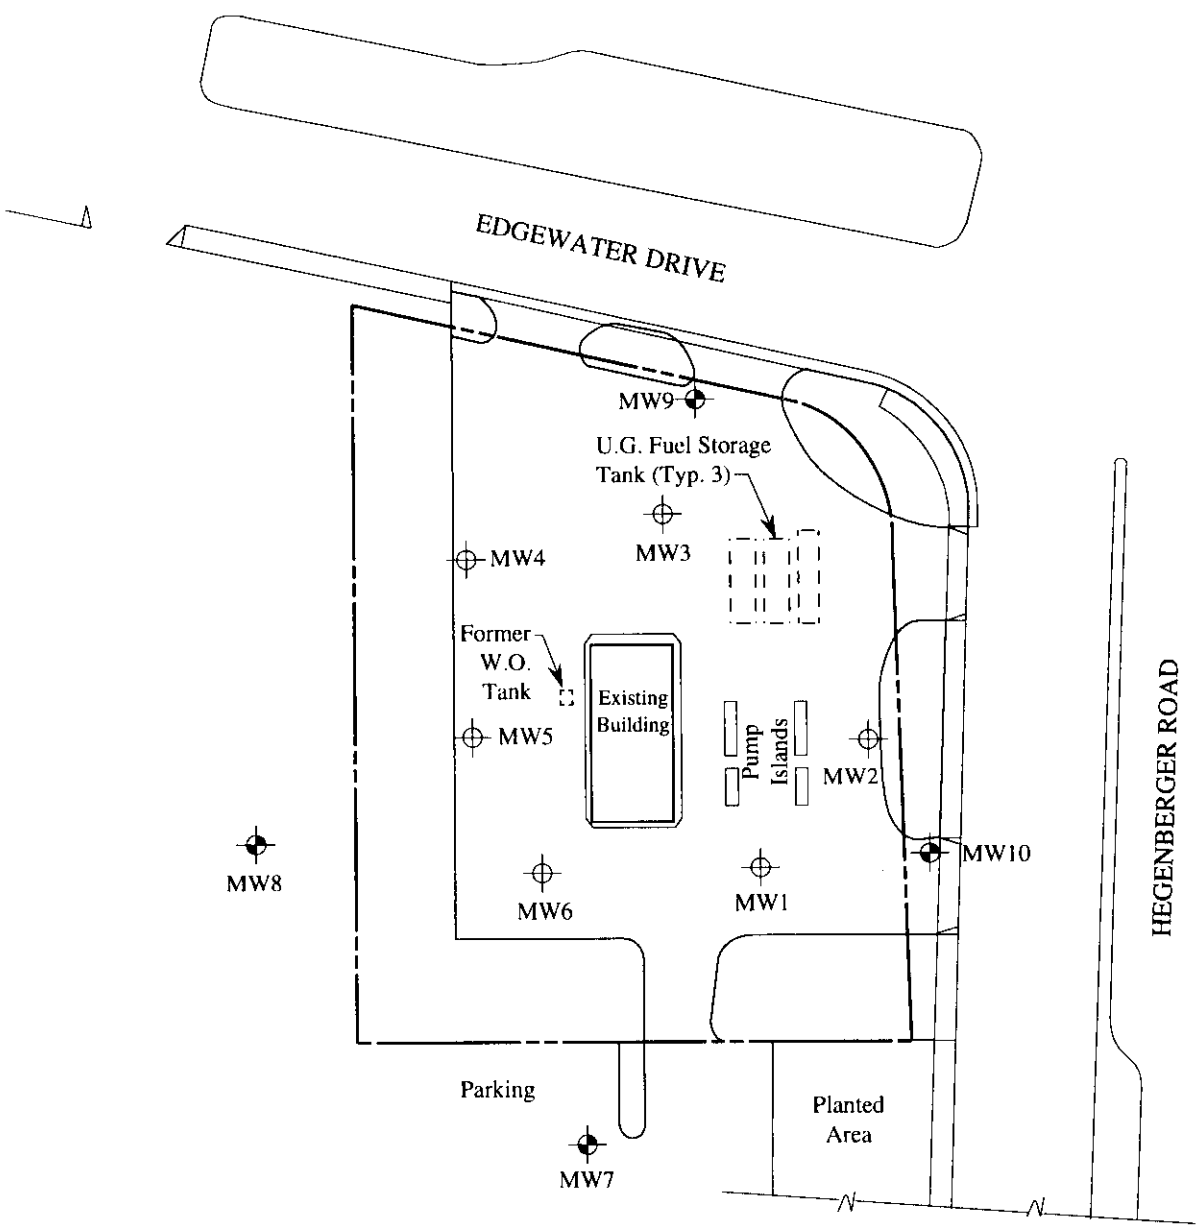 EDGEWATER DRIVE
MW9
U.G. Fuel Storage
Tank (Typ. 3)
MW3
MW4
Former
W.O.
Tank
Existing
Building
Pump
Islands
MW5
MW2
HEGENBERGER ROAD
MW8
MW10
MW6
MW1
Parking
Planted
Area
MW7